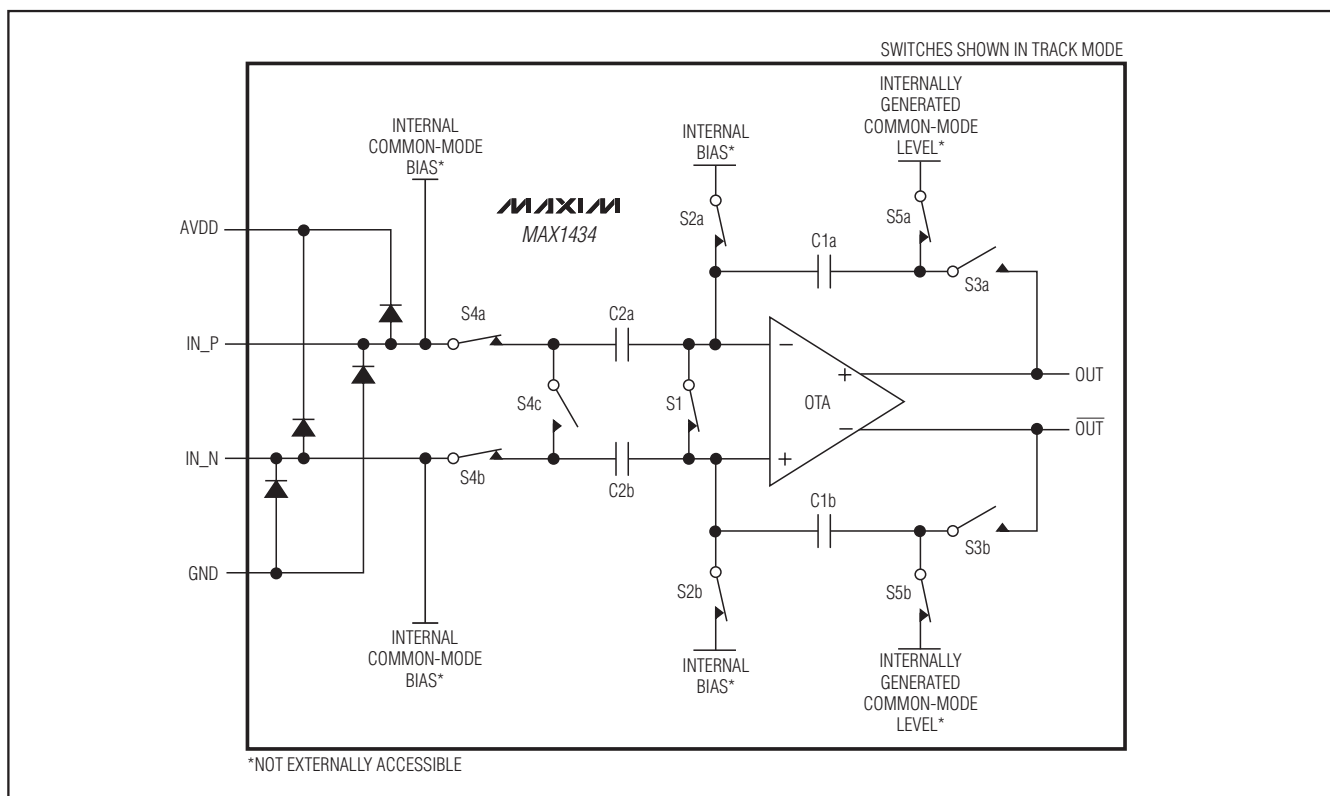 SWITCHES SHOWN IN TRACK MODE
INTERNALLY
GENERATED
COMMON-MODE
LEVEL*
INTERNAL
COMMON-MODE
BIAS*
INTERNAL
BIAS*
MAXIM
MAX1434
AVDD
S2a
S5a
C1a
S3a
S4a
C2a
IN_P
OUT
S4c
S1
OTA
OUT
IN_N
S4b
C2b
C1b
S3b
GND
S2b
S5b
INTERNAL
COMMON-MODE
BIAS*
INTERNAL
BIAS*
INTERNALLY
GENERATED
COMMON-MODE
LEVEL*
*NOT EXTERNALLY ACCESSIBLE